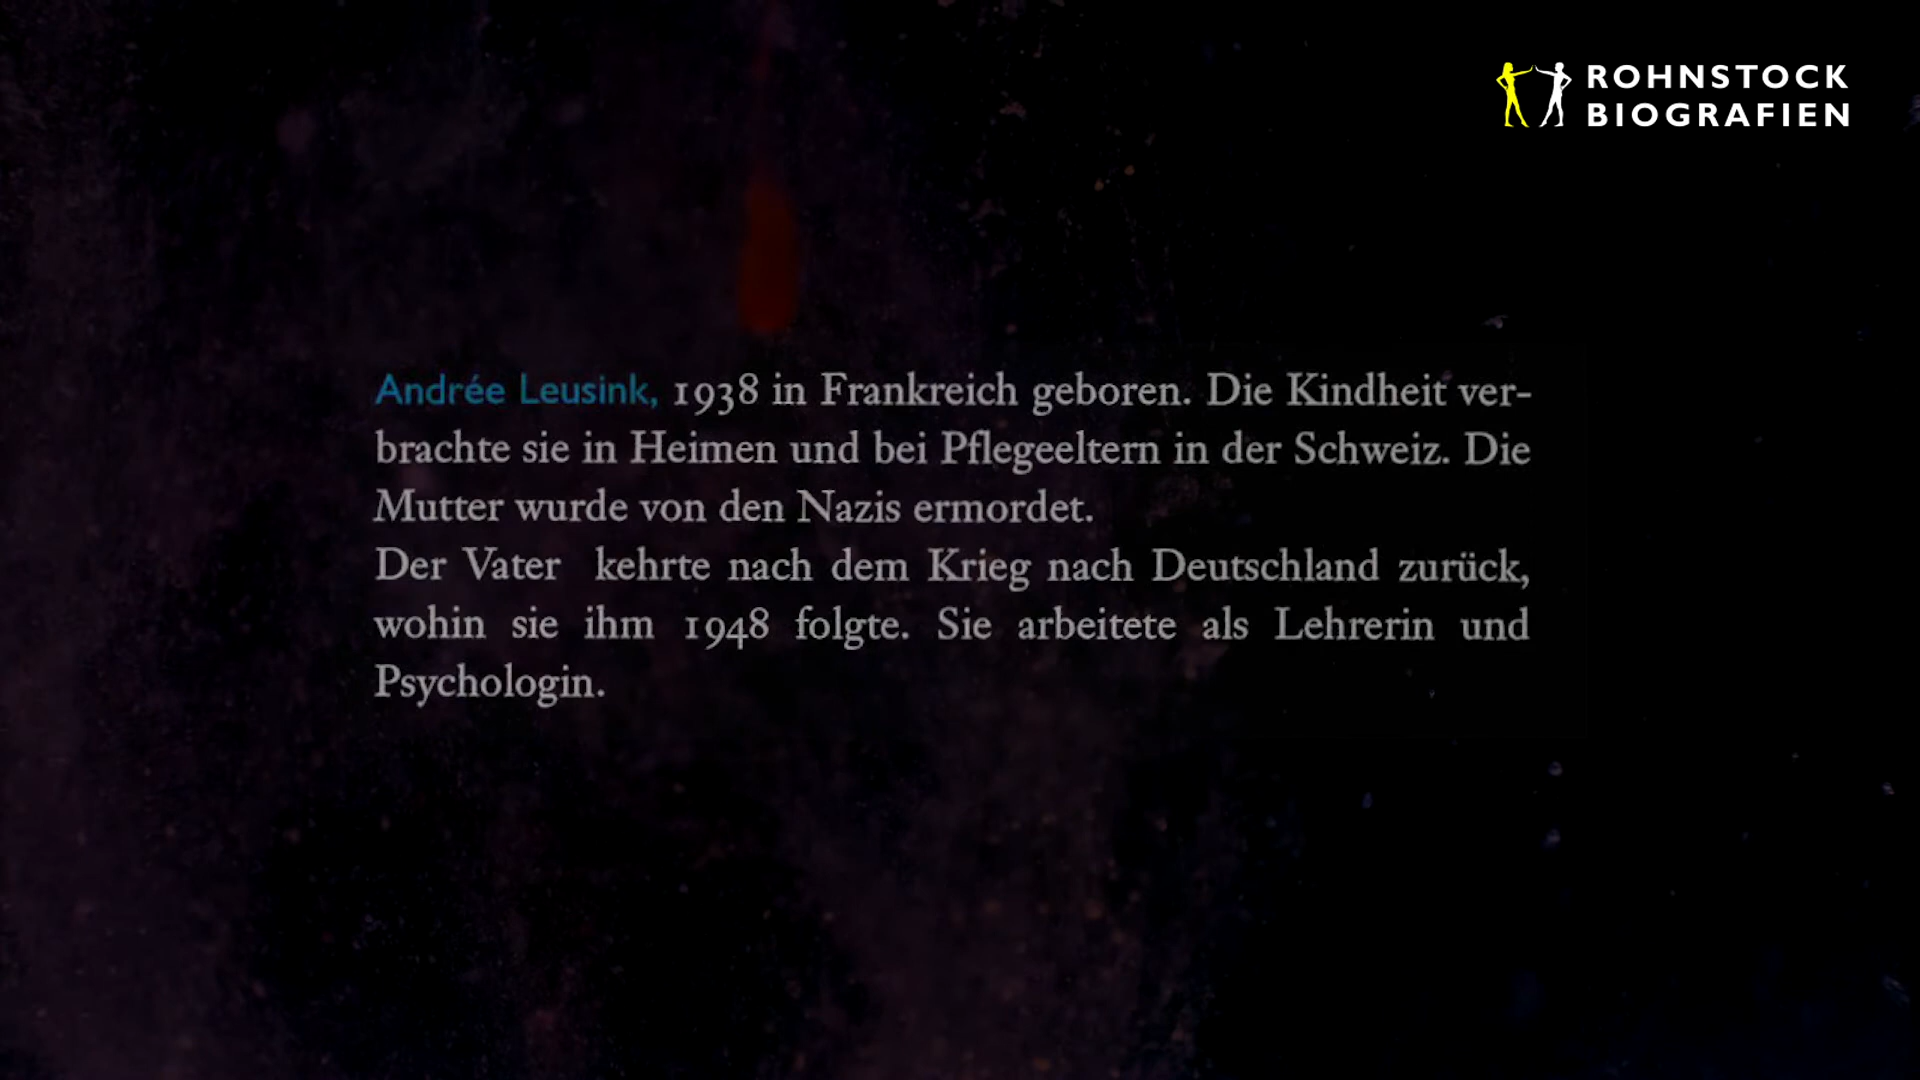 ROHNSTOCK
BIOGRAFIEN
Andrée Leusink, 1938 in Frankreich geboren. Die Kindheit ver-
brachte sie in Heimen und bei Pflegeeltern in der Schweiz. Die
Mutter wurde von den Nazis ermordet.
Der Vater kehrte nach dem Krieg nach Deutschland zurück,
wohin sie ihm 1948 folgte. Sie arbeitete als Lehrerin und
Psychologin.